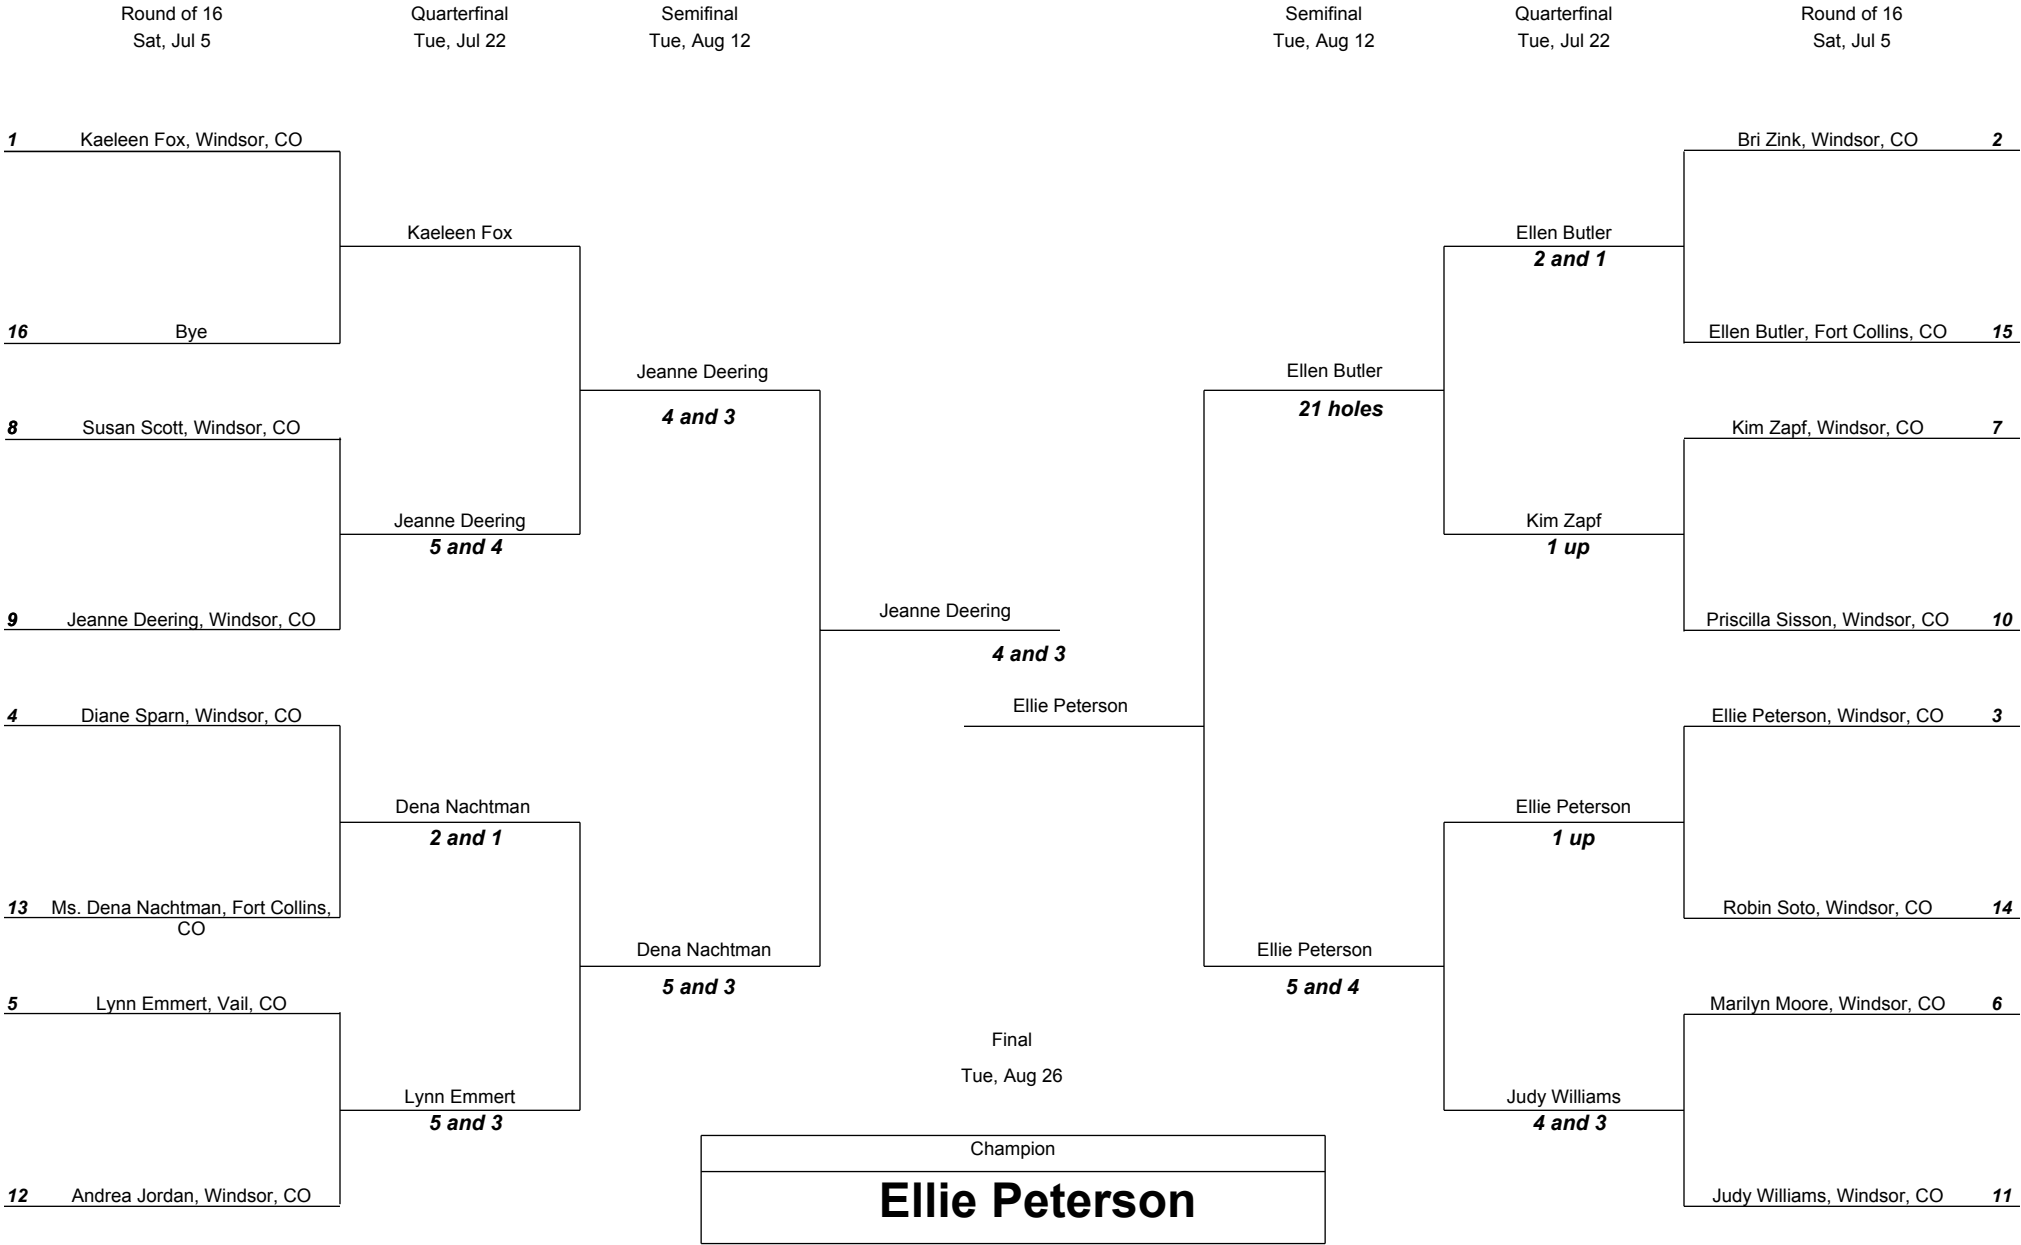 Round of 16
Sat, Jul 5
Quarterfinal
Tue, Jul 22
Semifinal
Tue, Aug 12
Semifinal
Tue, Aug 12
Quarterfinal
Tue, Jul 22
Round of 16
Sat, Jul 5
1 Kaeleen Fox, Windsor, CO
Kaeleen Fox
16 Bye
Jeanne Deering
4 and 3
8 Susan Scott, Windsor, CO
Jeanne Deering
5 and 4
9 Jeanne Deering, Windsor, CO
Jeanne Deering
4 and 3
4 Diane Sparn, Windsor, CO
Dena Nachtman
2 and 1
13 Ms. Dena Nachtman, Fort Collins,
CO
Dena Nachtman
5 and 3
5 Lynn Emmert, Vail, CO
Lynn Emmert
5 and 3
12 Andrea Jordan, Windsor, CO
Bri Zink, Windsor, CO 2
Ellen Butler
2 and 1
Ellen Butler, Fort Collins, CO 15
Ellen Butler
21 holes
Kim Zapf, Windsor, CO 7
Kim Zapf
1 up
Priscilla Sisson, Windsor, CO 10
Ellie Peterson
Ellie Peterson, Windsor, CO 3
Ellie Peterson
1 up
Robin Soto, Windsor, CO 14
Ellie Peterson
5 and 4
Marilyn Moore, Windsor, CO 6
Judy Williams
4 and 3
Judy Williams, Windsor, CO 11
Final
Tue, Aug 26
Champion
Ellie Peterson